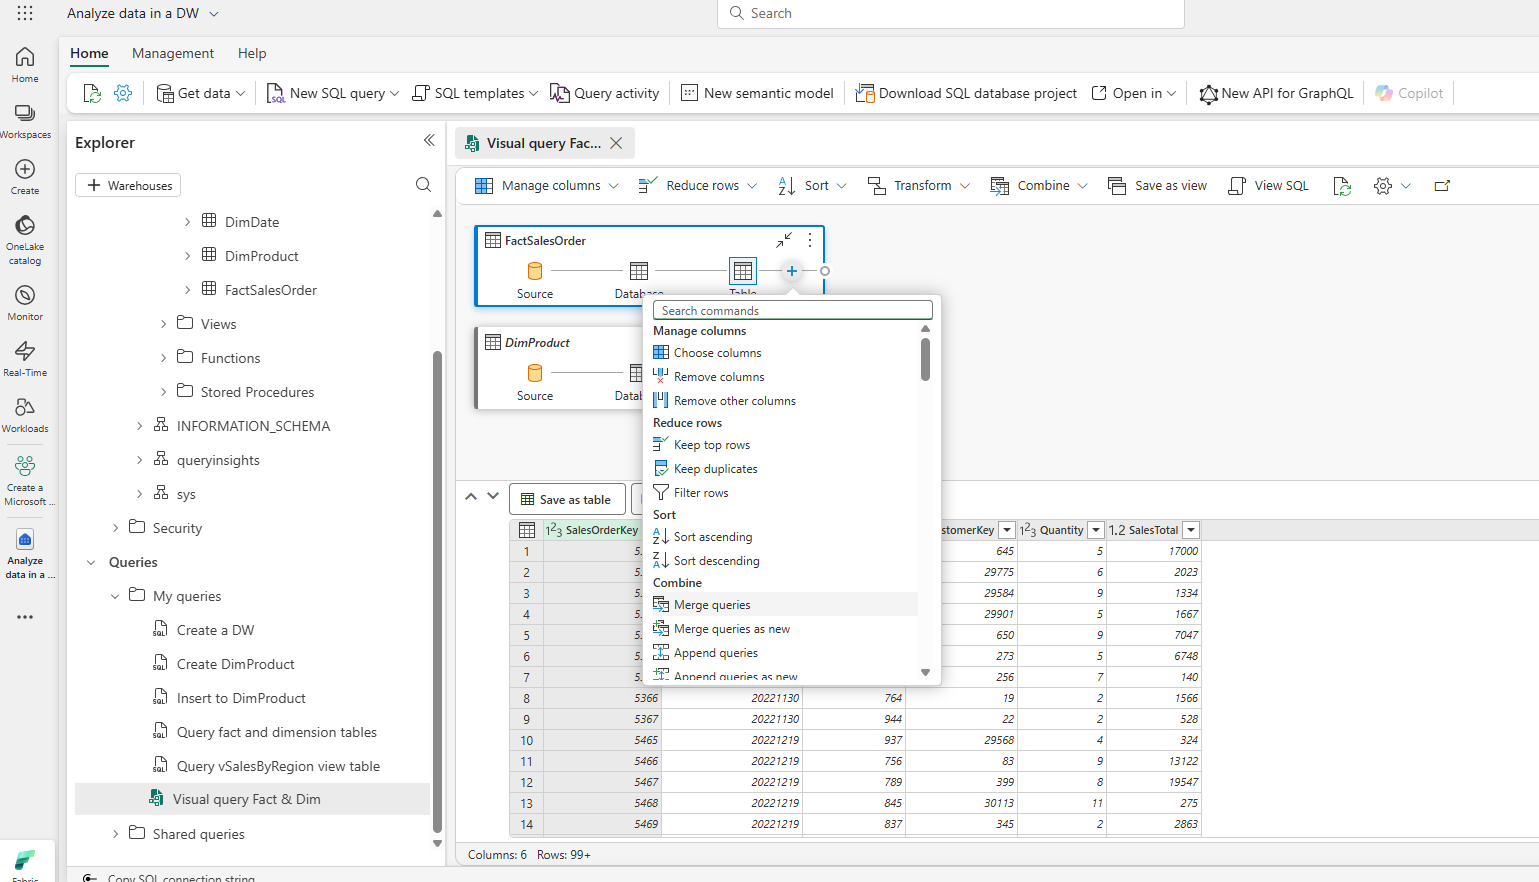 Analyze data in a DW
Search
Home
Management
Help
Get data
New SQL query
SQL templates
Query activity
New semantic model
Download SQL database project
Open in
New API for GraphQL
Copilot
Home
Workspaces
Create
OneLake
catalog
Monitor
Real-Time
Workloads
Create a
Microsoft ...
Analyze
data in a ...
Fabric
Explorer
Warehouses
DimDate
DimProduct
FactSalesOrder
Views
Functions
Stored Procedures
INFORMATION_SCHEMA
queryinsights
sys
Security
Queries
My queries
Create a DW
Create DimProduct
Insert to DimProduct
Query fact and dimension tables
Query vSalesByRegion view table
Visual query Fact & Dim
Shared queries
Copy SQL connection string
Visual query Fac...
Manage columns
Reduce rows
Sort
Transform
Combine
Save as view
View SQL
FactSalesOrder
Source
Database
Table
DimProduct
Source
Datab
Search commands
Manage columns
Choose columns
Remove columns
Remove other columns
Reduce rows
Keep top rows
Keep duplicates
Filter rows
Sort
Sort ascending
Sort descending
Combine
Merge queries
Merge queries as new
Append queries
Append queries as new
Save as table
123 SalesOrderKey stomerKey 123 Quantity 1.2 SalesTotal
1 5 645 5 17000
2 5 29775 6 2023
3 5 29584 9 1334
4 5 29901 5 1667
5 5 650 9 7047
6 5 273 5 6748
7 5 256 7 140
8 5366 20221130 764 19 2 1566
9 5367 20221130 944 22 2 528
10 5465 20221219 937 29568 4 324
11 5466 20221219 756 83 9 13122
12 5467 20221219 789 399 8 19547
13 5468 20221219 845 30113 11 275
14 5469 20221219 837 345 2 2863
Columns: 6 Rows: 99+